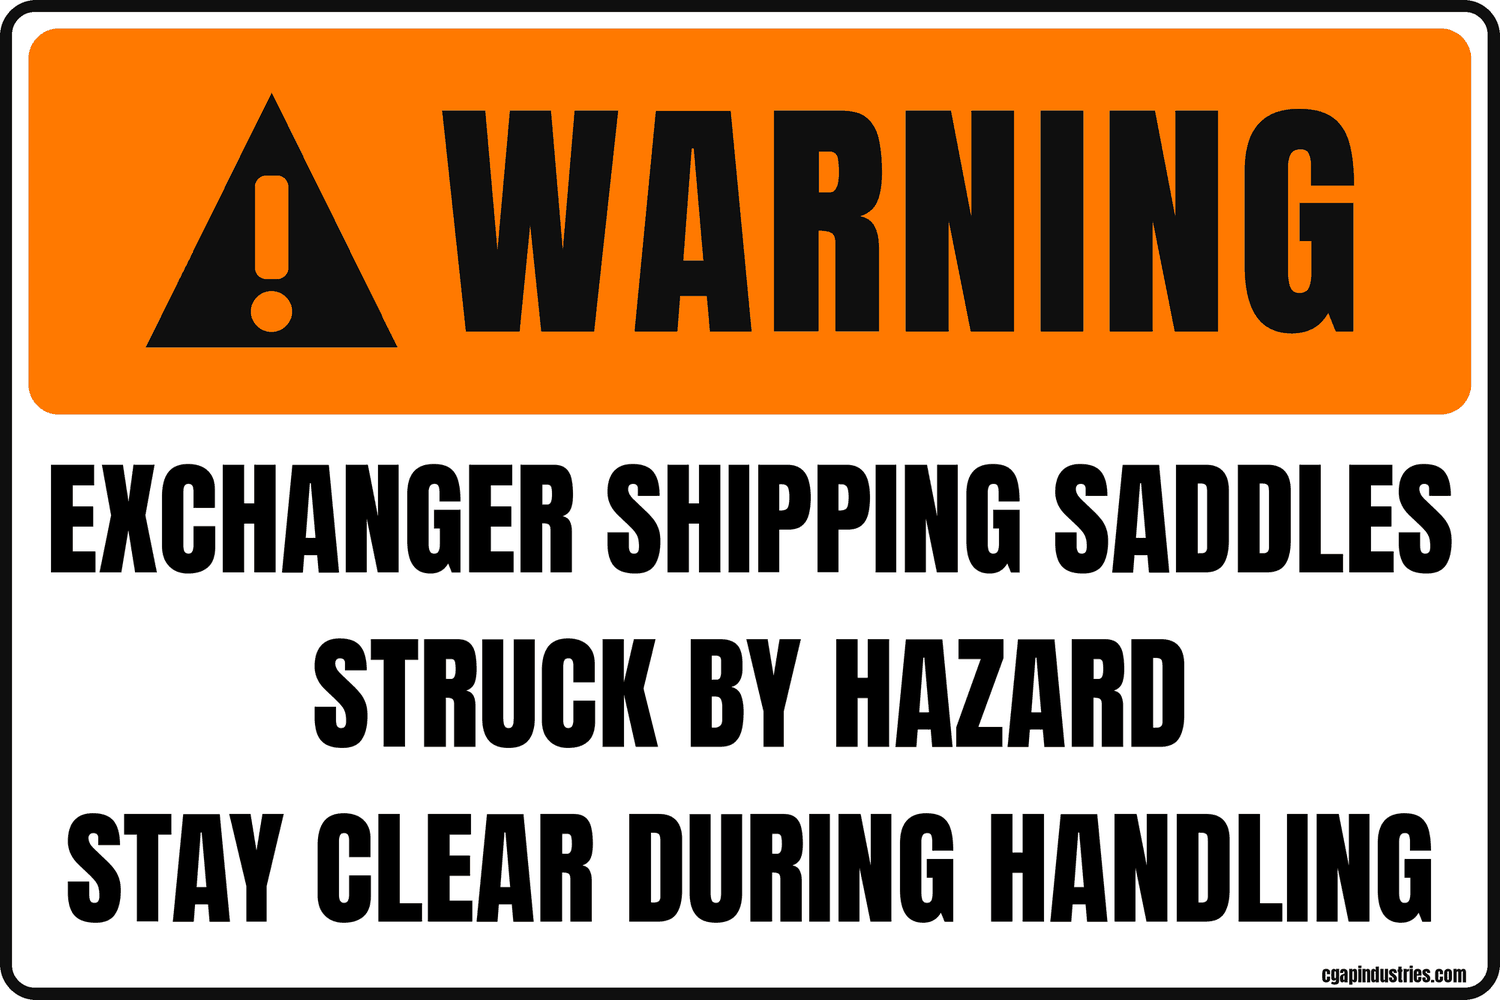 WARNING
EXCHANGER SHIPPING SADDLES
STRUCK BY HAZARD
STAY CLEAR DURING HANDLING
cgapindustries.com